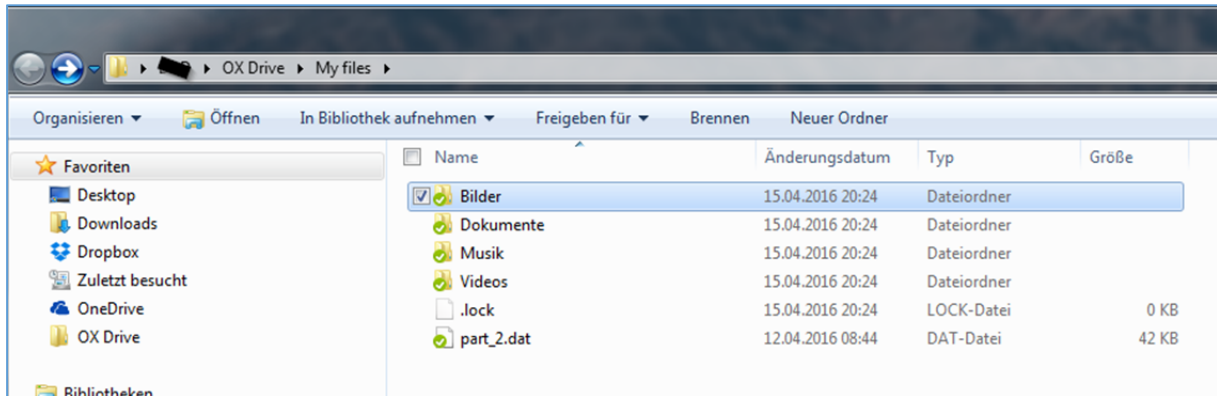 OX Drive My files
Organisieren Öffnen In Bibliothek aufnehmen Freigeben für Brennen Neuer Ordner
Favoriten
Desktop
Downloads
Dropbox
Zuletzt besucht
OneDrive
OX Drive
Bibliotheken
Name Änderungsdatum Typ Größe
Bilder 15.04.2016 20:24 Dateiordner
Dokumente 15.04.2016 20:24 Dateiordner
Musik 15.04.2016 20:24 Dateiordner
Videos 15.04.2016 20:24 Dateiordner
.lock 15.04.2016 20:24 LOCK-Datei 0 KB
part_2.dat 12.04.2016 08:44 DAT-Datei 42 KB